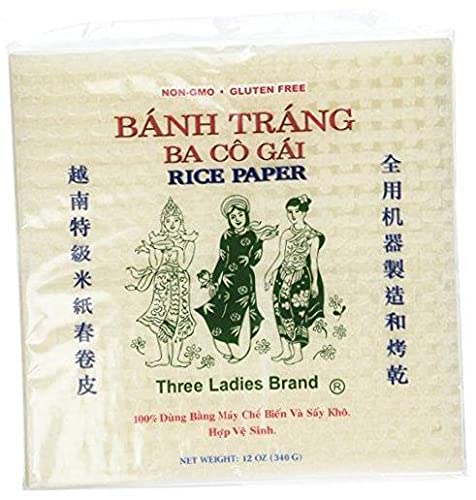 NON-GMO • GLUTEN FREE
BÁNH TRÁNG
BA CÔ GÁI
RICE PAPER
越南特級米紙春卷皮
全用机器製造和烤乾
Three Ladies Brand ®
100% Dùng Bằng Máy Chế Biến Và Sấy Khô.
Hợp Vệ Sinh.
NET WEIGHT: 12 OZ (340 G)